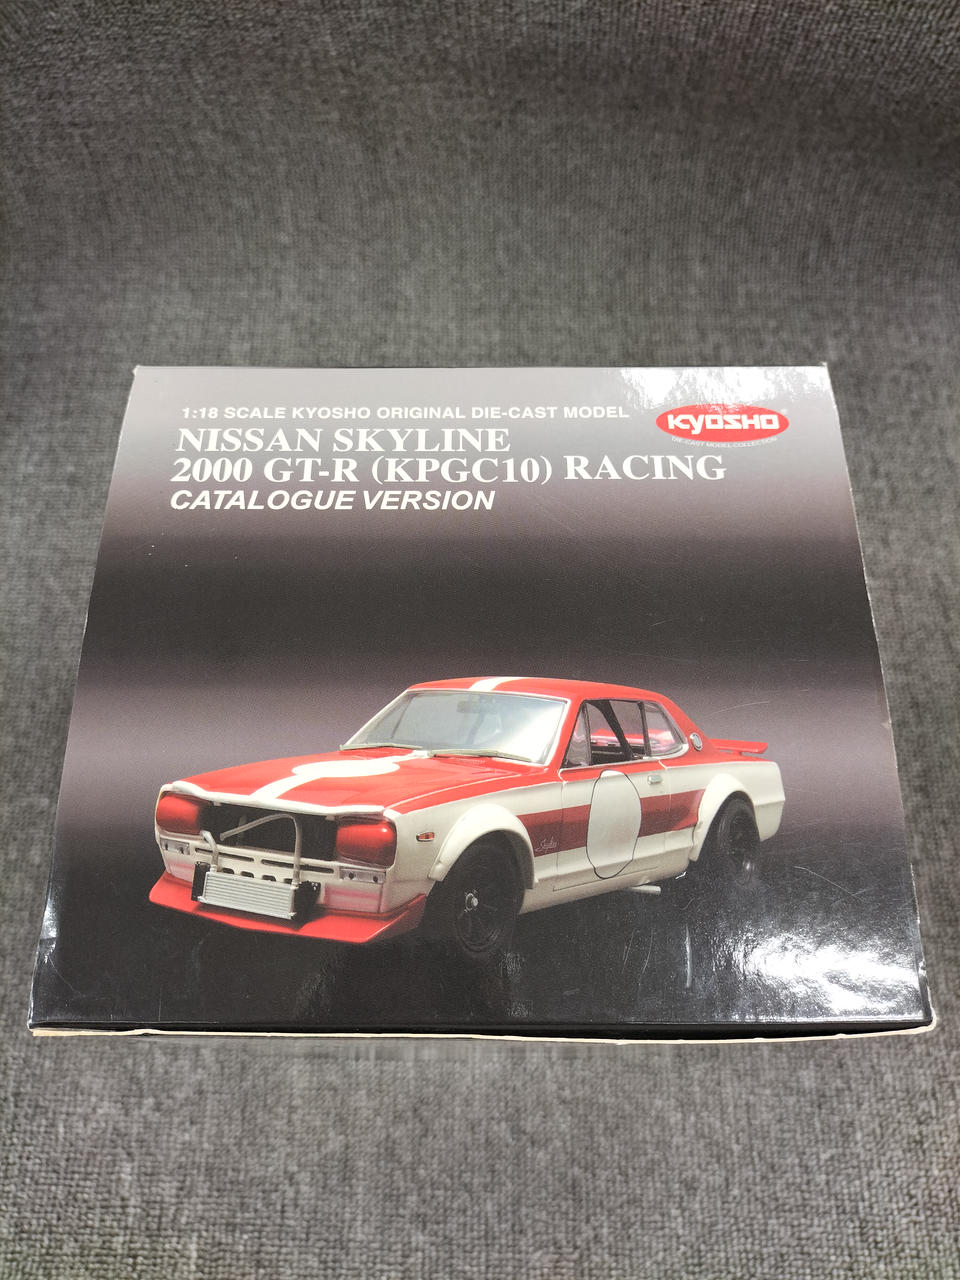 1:18 SCALE KYOSHO ORIGINAL DIE-CAST MODEL
NISSAN SKYLINE
2000 GT-R (KPGC10) RACING
CATALOGUE VERSION
KYOSHO®
DIE-CAST MODEL COLLECTION
Skyline